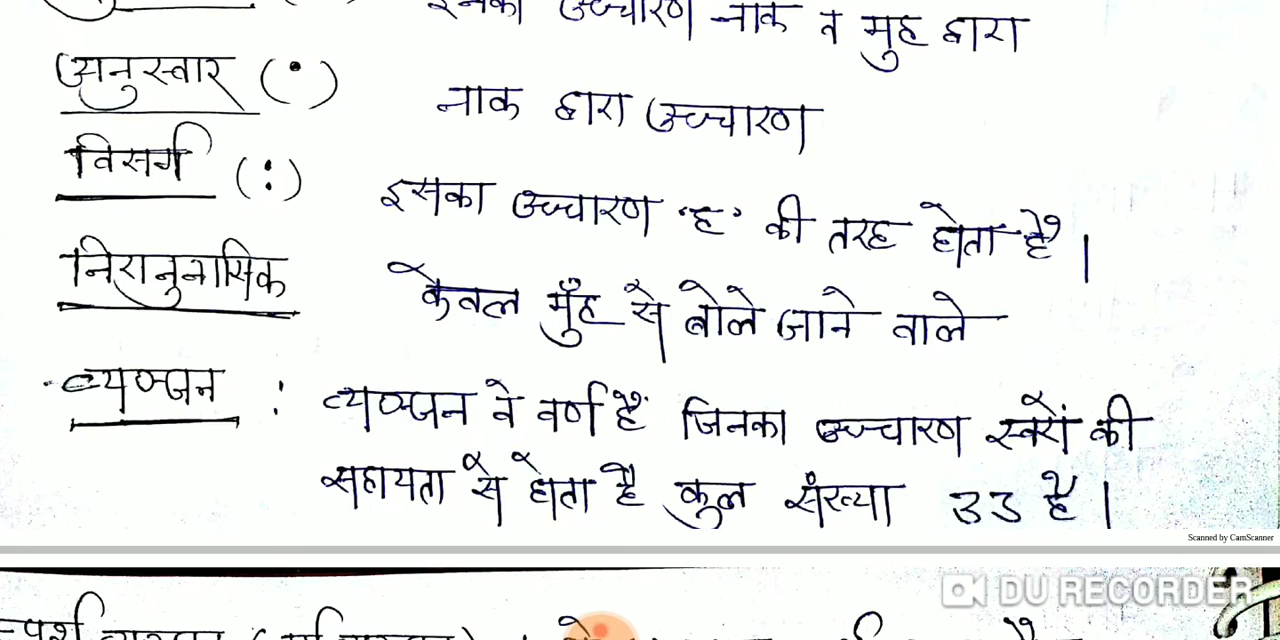 इनका उच्चारण नाक व मुह द्वारा
अनुस्वार (•) नाक द्वारा उच्चारण
विसर्ग (:) इसका उच्चारण 'ह' की तरह होता है।
निरानुनासिक केवल मुँह से बोले जाने वाले
व्यञ्जन : व्यञ्जन वे वर्ण है जिनका उच्चारण स्वरों की
सहायता से होता है कुल संख्या 33 है।
Scanned by CamScanner
DU RECORDER